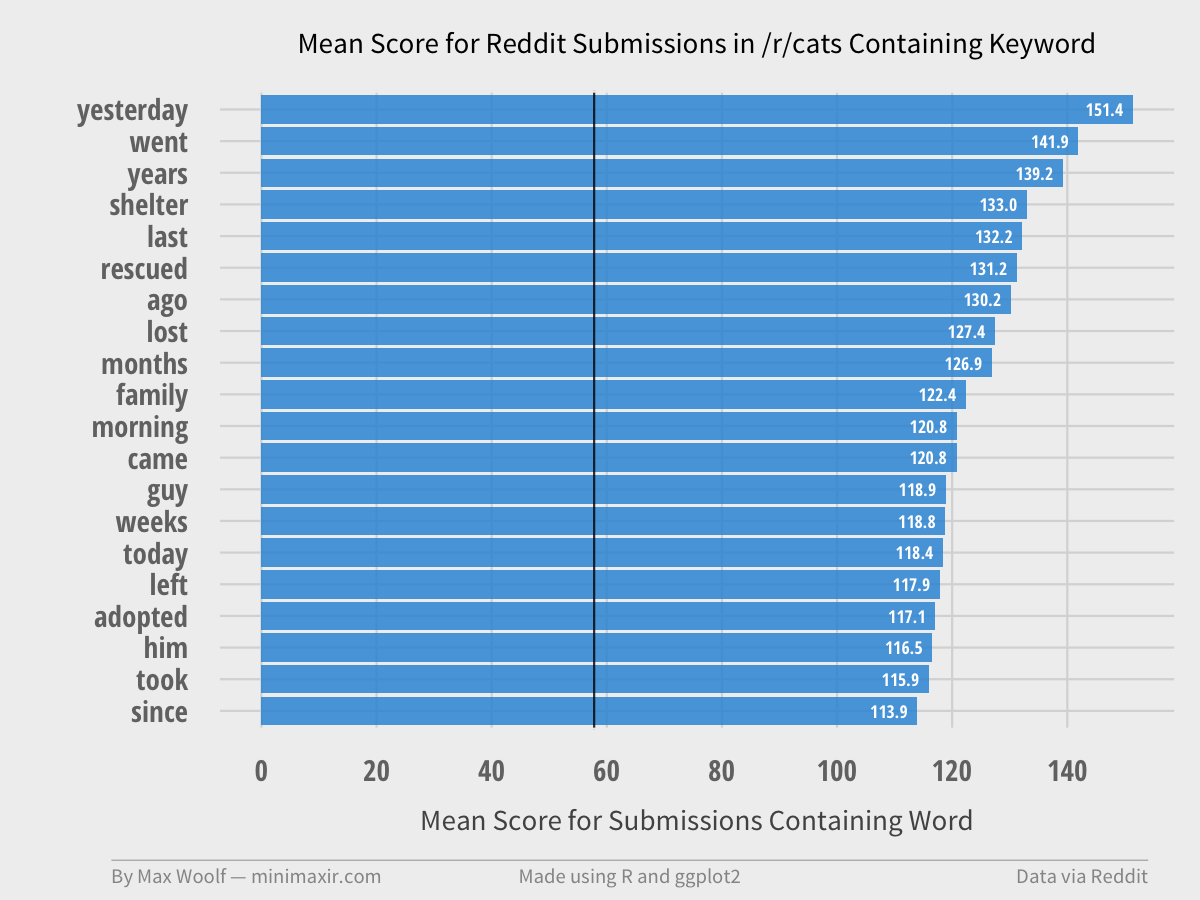 Mean Score for Reddit Submissions in /r/cats Containing Keyword
yesterday 151.4
went 141.9
years 139.2
shelter 133.0
last 132.2
rescued 131.2
ago 130.2
lost 127.4
months 126.9
family 122.4
morning 120.8
came 120.8
guy 118.9
weeks 118.8
today 118.4
left 117.9
adopted 117.1
him 116.5
took 115.9
since 113.9
0 20 40 60 80 100 120 140
Mean Score for Submissions Containing Word
By Max Woolf — minimaxir.com Made using R and ggplot2 Data via Reddit